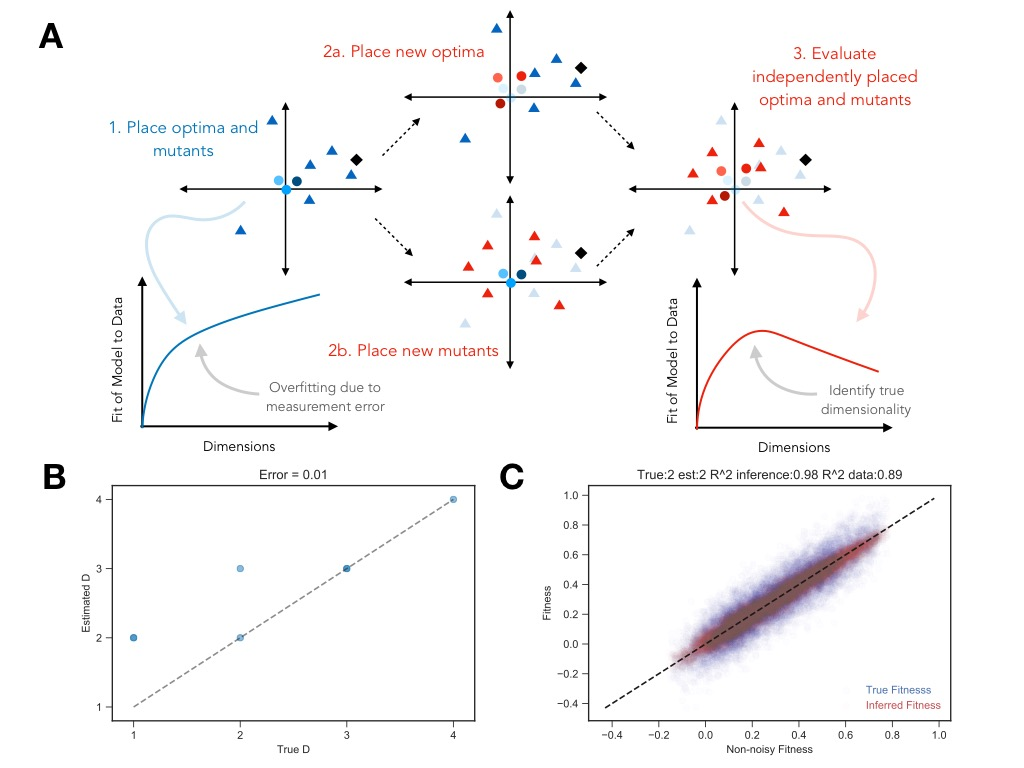 A
1. Place optima and
mutants
2a. Place new optima
2b. Place new mutants
3. Evaluate
independently placed
optima and mutants
Fit of Model to Data
Overfitting due to
measurement error
Dimensions
Fit of Model to Data
Identify true
dimensionality
Dimensions
B
Error = 0.01
Estimated D
4
3
2
1
1 2 3 4
True D
C
True:2 est:2 R^2 inference:0.98 R^2 data:0.89
Fitness
1.0
0.8
0.6
0.4
0.2
0.0
−0.2
−0.4
True Fitnesss
Inferred Fitness
−0.4 −0.2 0.0 0.2 0.4 0.6 0.8 1.0
Non-noisy Fitness